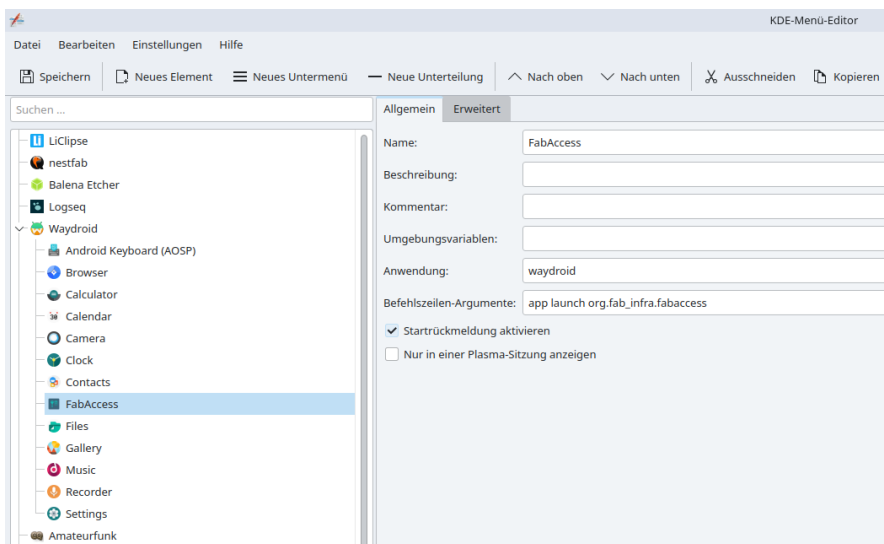 KDE-Menü-Editor
Datei Bearbeiten Einstellungen Hilfe
Speichern Neues Element Neues Untermenü Neue Unterteilung Nach oben Nach unten Ausschneiden Kopieren
Suchen ...
LiClipse
nestfab
Balena Etcher
Logseq
Waydroid
Android Keyboard (AOSP)
Browser
Calculator
Calendar
Camera
Clock
Contacts
FabAccess
Files
Gallery
Music
Recorder
Settings
Amateurfunk
Allgemein Erweitert
Name: FabAccess
Beschreibung:
Kommentar:
Umgebungsvariablen:
Anwendung: waydroid
Befehlszeilen-Argumente: app launch org.fab_infra.fabaccess
Startrückmeldung aktivieren
Nur in einer Plasma-Sitzung anzeigen